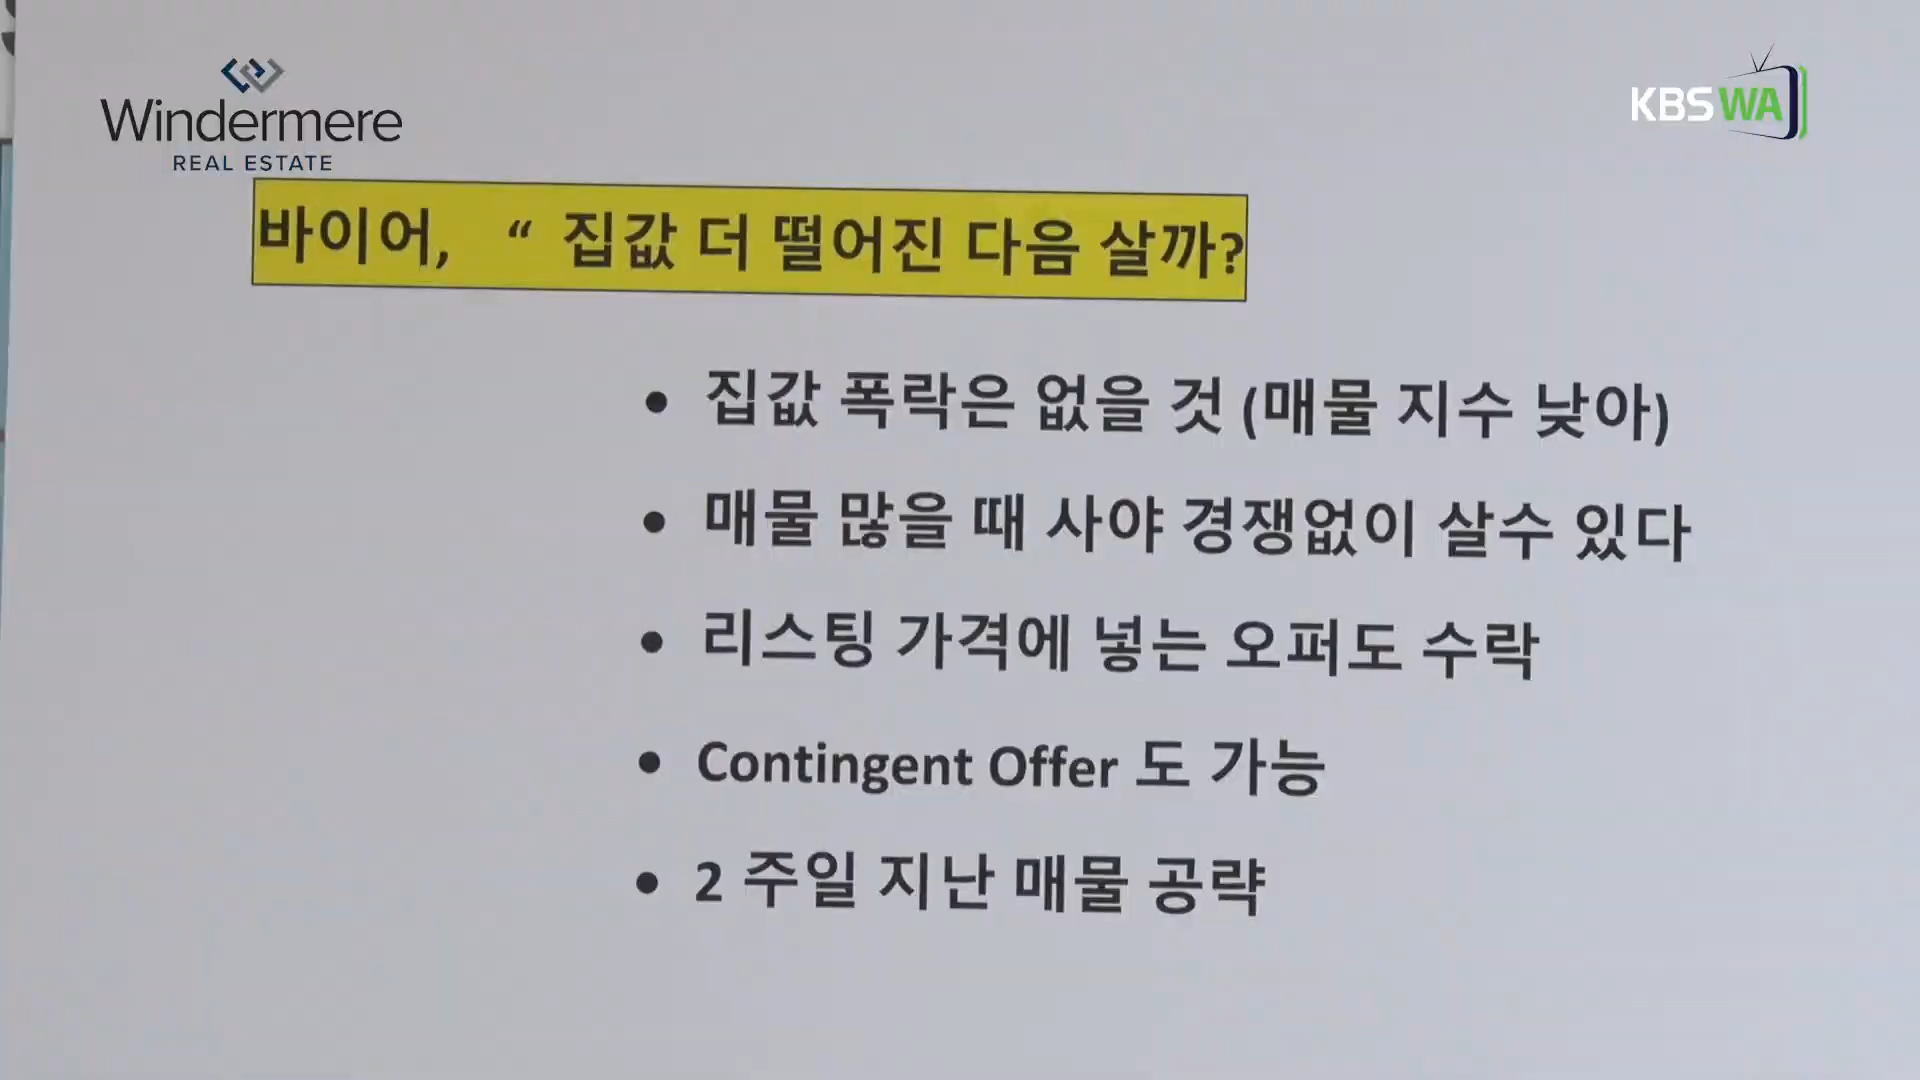 Windermere
REAL ESTATE
KBS WA
바이어, “ 집값 더 떨어진 다음 살까?
• 집값 폭락은 없을 것 (매물 지수 낮아)
• 매물 많을 때 사야 경쟁없이 살수 있다
• 리스팅 가격에 넣는 오퍼도 수락
• Contingent Offer 도 가능
• 2 주일 지난 매물 공략